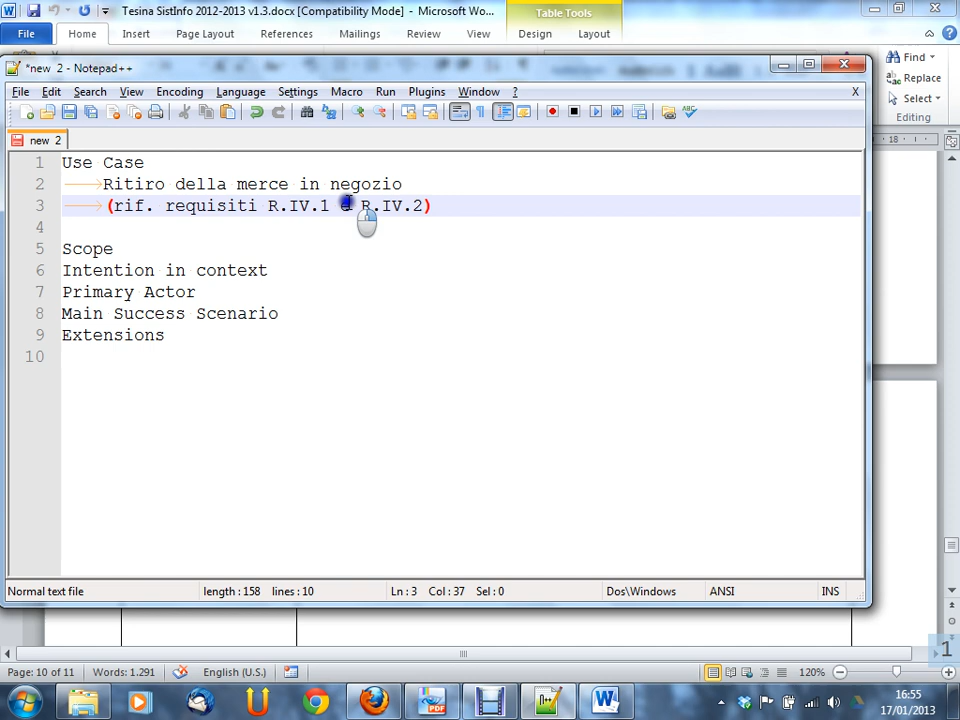 Tesina SistInfo 2012-2013 v1.3.docx [Compatibility Mode] - Microsoft Wo...
Table Tools
File Home Insert Page Layout References Mailings Review View Design Layout
*new 2 - Notepad++
Find
Replace
Select
Editing
File Edit Search View Encoding Language Settings Macro Run Plugins Window ? X
new 2
18
1 Use Case
2 Ritiro della merce in negozio
3 (rif. requisiti R.IV.1 e R.IV.2)
4
5 Scope
6 Intention in context
7 Primary Actor
8 Main Success Scenario
9 Extensions
10
Normal text file length : 158 lines : 10 Ln : 3 Col : 37 Sel : 0 Dos\Windows ANSI INS
1
Page: 10 of 11 Words: 1.291 English (U.S.) 120%
16:55
17/01/2013